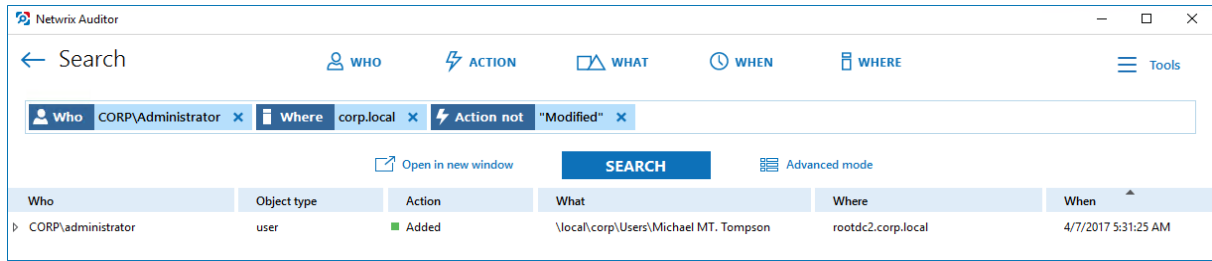 Netwrix Auditor
Search WHO ACTION WHAT WHEN WHERE Tools
Who CORP\Administrator Where corp.local Action not "Modified"
Open in new window SEARCH Advanced mode
Who Object type Action What Where When
CORP\administrator user Added \local\corp\Users\Michael MT. Tompson rootdc2.corp.local 4/7/2017 5:31:25 AM